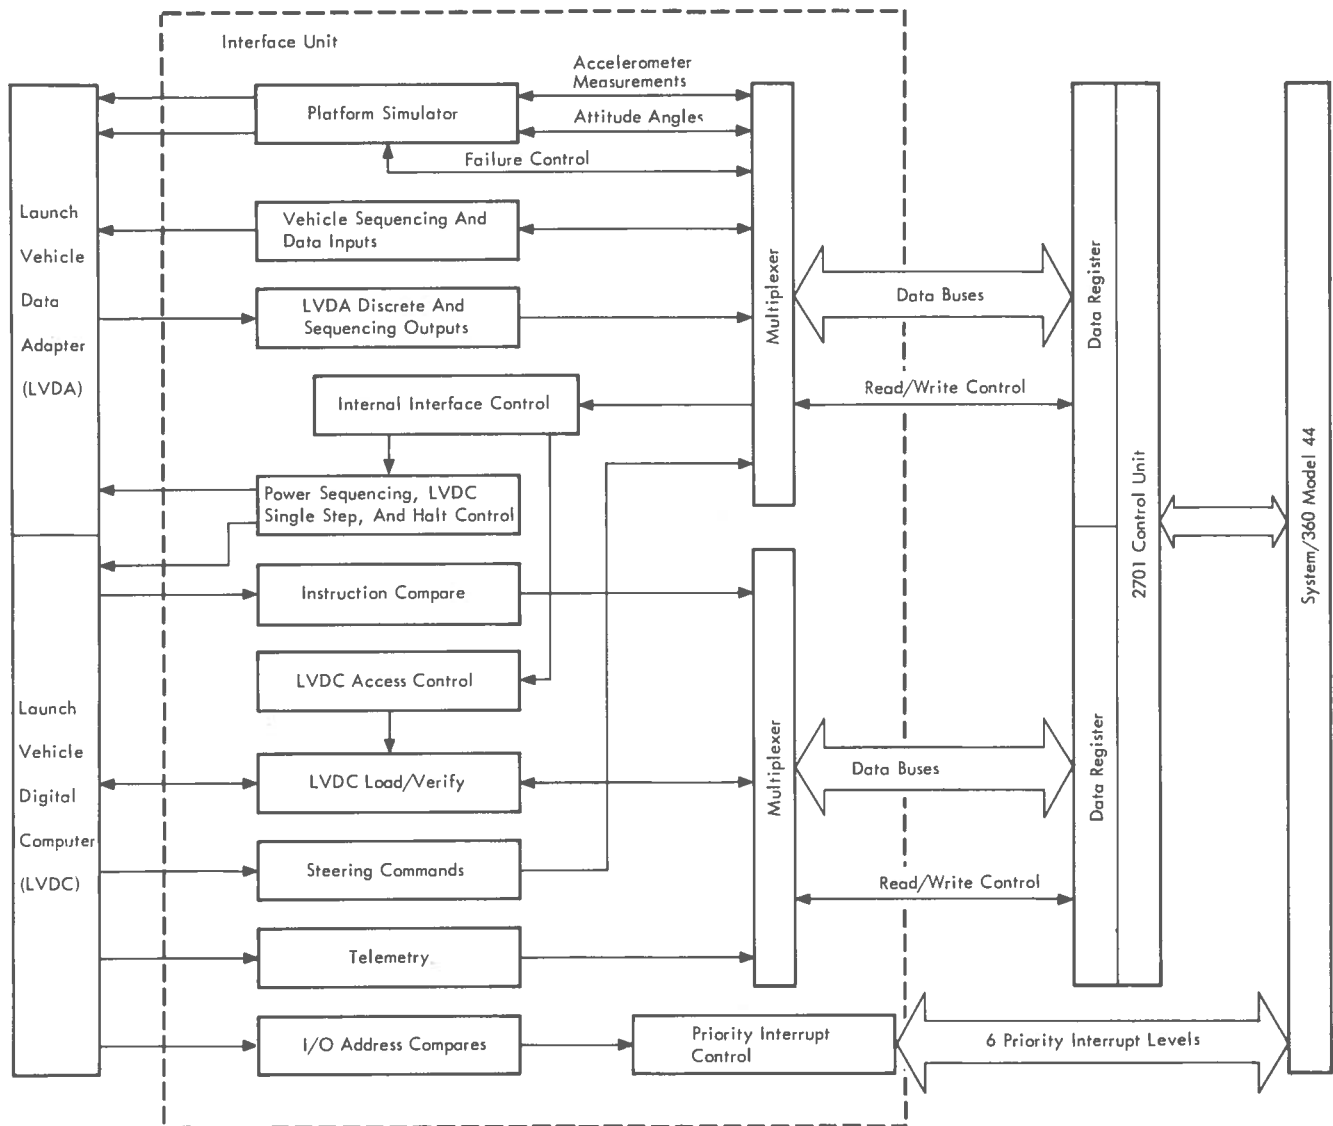 Interface Unit
Accelerometer
Measurements
Platform Simulator
Attitude Angles
Failure Control
Launch
Vehicle
Data
Adapter
(LVDA)
Vehicle Sequencing And
Data Inputs
LVDA Discrete And
Sequencing Outputs
Multiplexer
Data Buses
Data Register
Internal Interface Control
Read/Write Control
Power Sequencing, LVDC
Single Step, And Halt Control
2701 Control Unit
System/360 Model 44
Instruction Compare
LVDC Access Control
Launch
Vehicle
Digital
Computer
(LVDC)
LVDC Load/Verify
Multiplexer
Data Buses
Data Register
Steering Commands
Read/Write Control
Telemetry
I/O Address Compares
Priority Interrupt
Control
6 Priority Interrupt Levels